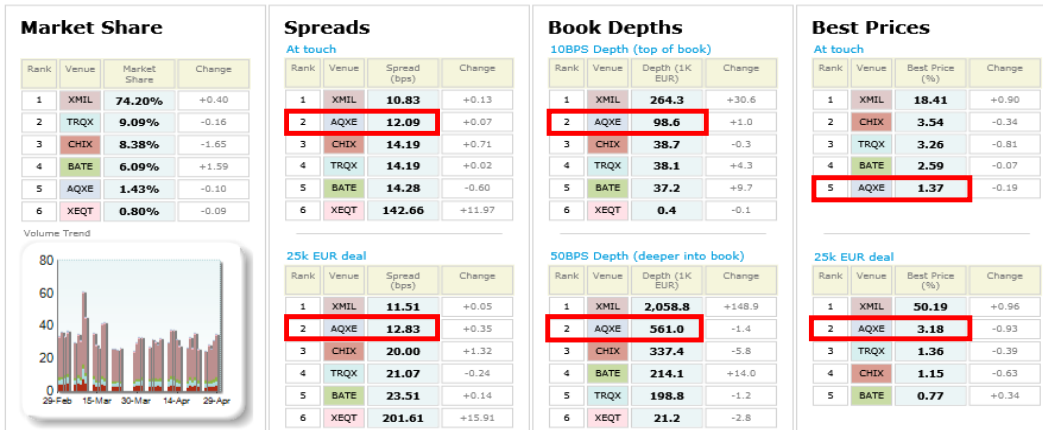 Market Share
Rank Venue Market Share Change
1 XMIL 74.20% +0.40
2 TRQX 9.09% -0.16
3 CHIX 8.38% -1.65
4 BATE 6.09% +1.59
5 AQXE 1.43% -0.10
6 XEQT 0.80% -0.09
Volume Trend
80
60
40
20
0
29-Feb 15-Mar 30-Mar 14-Apr 29-Apr
Spreads
At touch
Rank Venue Spread (bps) Change
1 XMIL 10.83 +0.13
2 AQXE 12.09 +0.07
3 CHIX 14.19 +0.71
4 TRQX 14.19 +0.02
5 BATE 14.28 -0.60
6 XEQT 142.66 +11.97
25k EUR deal
Rank Venue Spread (bps) Change
1 XMIL 11.51 +0.05
2 AQXE 12.83 +0.35
3 CHIX 20.00 +1.32
4 TRQX 21.07 -0.24
5 BATE 23.51 +0.14
6 XEQT 201.61 +15.91
Book Depths
10BPS Depth (top of book)
Rank Venue Depth (1K EUR) Change
1 XMIL 264.3 +30.6
2 AQXE 98.6 +1.0
3 CHIX 38.7 -0.3
4 TRQX 38.1 +4.3
5 BATE 37.2 +9.7
6 XEQT 0.4 -0.1
50BPS Depth (deeper into book)
Rank Venue Depth (1K EUR) Change
1 XMIL 2,058.8 +148.9
2 AQXE 561.0 -1.4
3 CHIX 337.4 -5.8
4 BATE 214.1 +14.0
5 TRQX 198.8 -1.2
6 XEQT 21.2 -2.8
Best Prices
At touch
Rank Venue Best Price (%) Change
1 XMIL 18.41 +0.90
2 CHIX 3.54 -0.34
3 TRQX 3.26 -0.81
4 BATE 2.59 -0.07
5 AQXE 1.37 -0.19
25k EUR deal
Rank Venue Best Price (%) Change
1 XMIL 50.19 +0.96
2 AQXE 3.18 -0.93
3 TRQX 1.36 -0.39
4 CHIX 1.15 -0.63
5 BATE 0.77 +0.34